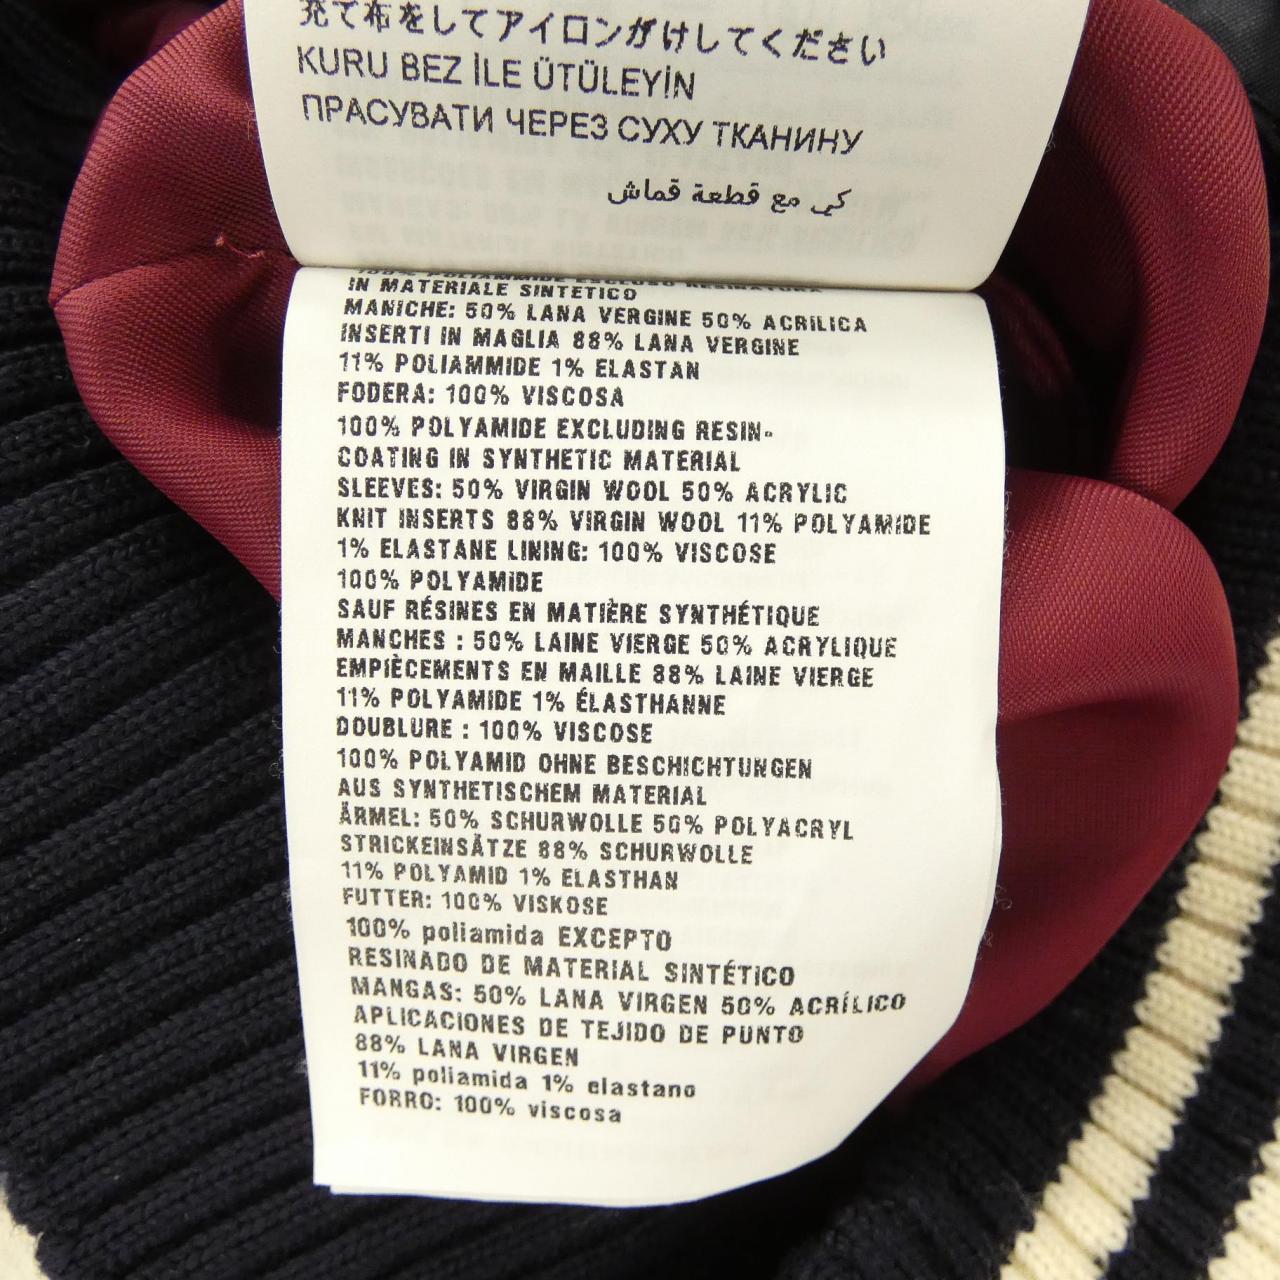 充て布をしてアイロンがけしてください
KURU BEZ İLE ÜTÜLEYİN
ПРАСУВАТИ ЧЕРЕЗ СУХУ ТКАНИНУ
كي مع قطعة قماش
100% POLIAMMIDE ESCLUSO RESINATURA
IN MATERIALE SINTETICO
MANICHE: 50% LANA VERGINE 50% ACRILICA
INSERTI IN MAGLIA 88% LANA VERGINE
11% POLIAMMIDE 1% ELASTAN
FODERA: 100% VISCOSA
100% POLYAMIDE EXCLUDING RESIN-
COATING IN SYNTHETIC MATERIAL
SLEEVES: 50% VIRGIN WOOL 50% ACRYLIC
KNIT INSERTS 88% VIRGIN WOOL 11% POLYAMIDE
1% ELASTANE LINING: 100% VISCOSE
100% POLYAMIDE
SAUF RÉSINES EN MATIÈRE SYNTHÉTIQUE
MANCHES : 50% LAINE VIERGE 50% ACRYLIQUE
EMPIÈCEMENTS EN MAILLE 88% LAINE VIERGE
11% POLYAMIDE 1% ÉLASTHANNE
DOUBLURE : 100% VISCOSE
100% POLYAMID OHNE BESCHICHTUNGEN
AUS SYNTHETISCHEM MATERIAL
ÄRMEL: 50% SCHURWOLLE 50% POLYACRYL
STRICKEINSÄTZE 88% SCHURWOLLE
11% POLYAMID 1% ELASTHAN
FUTTER: 100% VISKOSE
100% poliamida EXCEPTO
RESINADO DE MATERIAL SINTÉTICO
MANGAS: 50% LANA VIRGEN 50% ACRÍLICO
APLICACIONES DE TEJIDO DE PUNTO
88% LANA VIRGEN
11% poliamida 1% elastano
FORRO: 100% viscosa